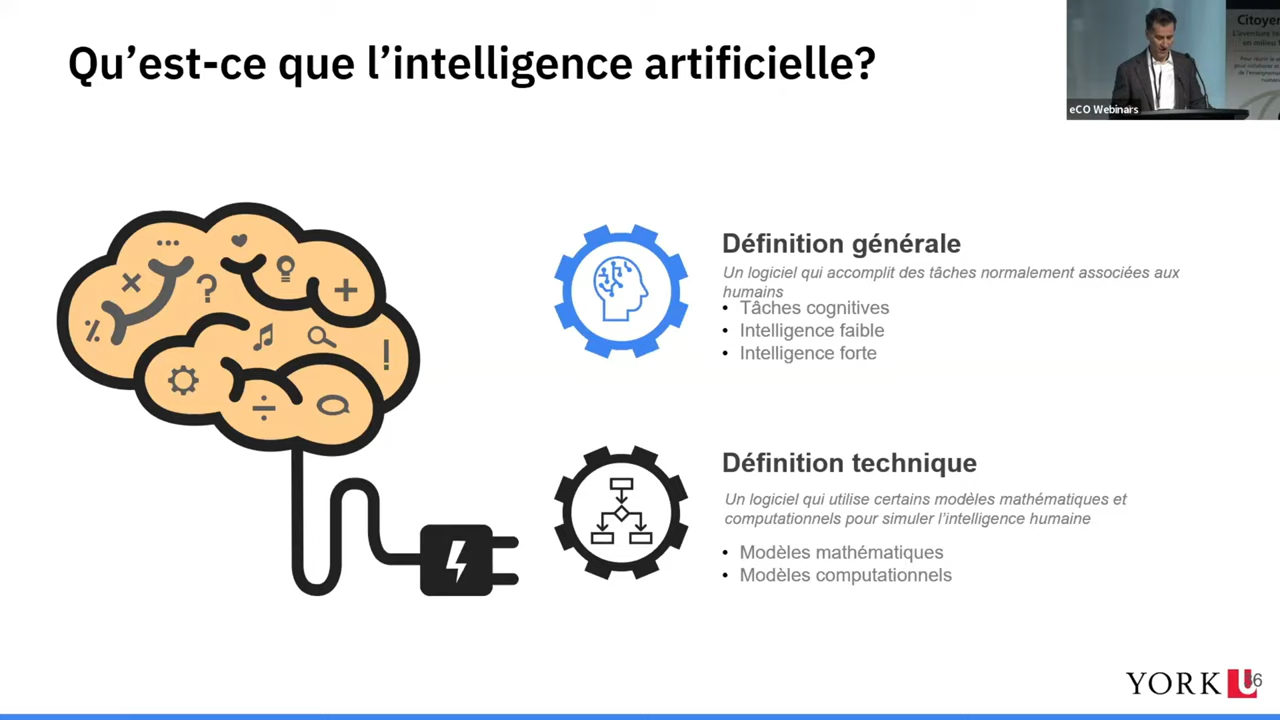 Qu’est-ce que l’intelligence artificielle?
Citoyen
eCO Webinars
Définition générale
Un logiciel qui accomplit des tâches normalement associées aux
humains
• Tâches cognitives
• Intelligence faible
• Intelligence forte
Définition technique
Un logiciel qui utilise certains modèles mathématiques et
computationnels pour simuler l’intelligence humaine
• Modèles mathématiques
• Modèles computationnels
YORK U